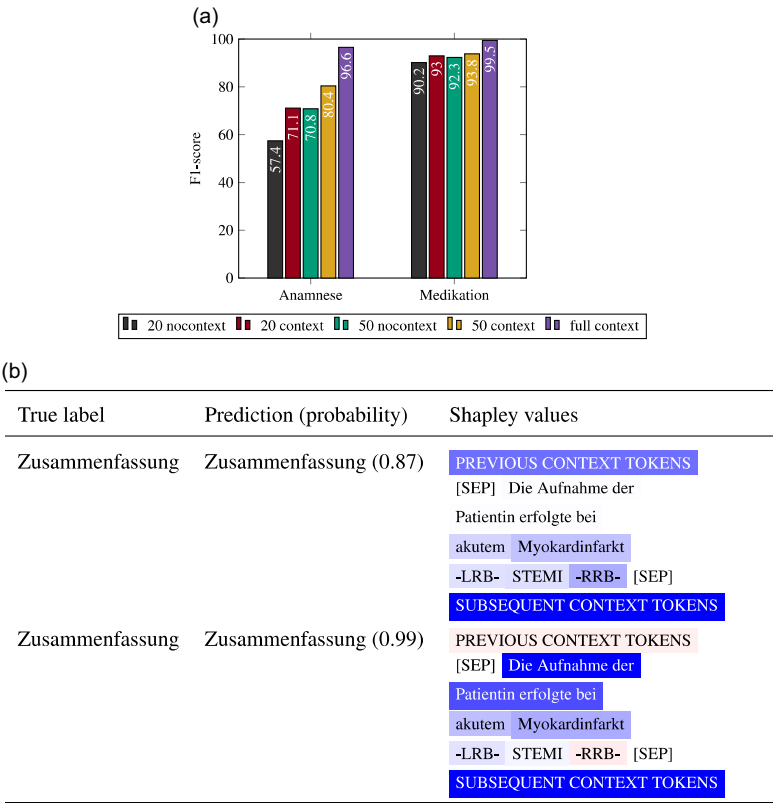 (a)
100
80
60
40
20
0
F1-score
57.4
71.1
70.8
80.4
96.6
90.2
93
92.3
93.8
99.5
Anamnese Medikation
20 nocontext 20 context 50 nocontext 50 context full context
(b)
True label Prediction (probability) Shapley values
Zusammenfassung Zusammenfassung (0.87) PREVIOUS CONTEXT TOKENS
[SEP] Die Aufnahme der
Patientin erfolgte bei
akutem Myokardinfarkt
-LRB- STEMI -RRB- [SEP]
SUBSEQUENT CONTEXT TOKENS
Zusammenfassung Zusammenfassung (0.99) PREVIOUS CONTEXT TOKENS
[SEP] Die Aufnahme der
Patientin erfolgte bei
akutem Myokardinfarkt
-LRB- STEMI -RRB- [SEP]
SUBSEQUENT CONTEXT TOKENS